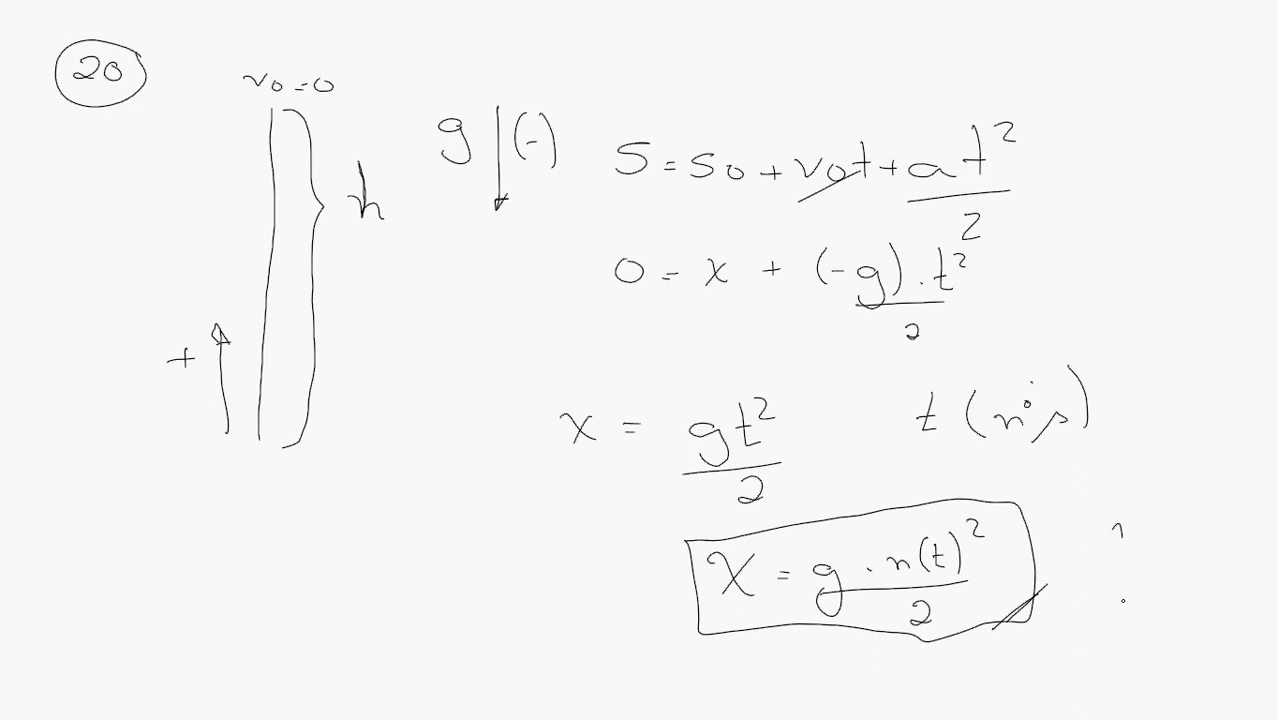 20
v0 = 0
h
g (-)
+
S = S0 + v0t + at²/2
0 = x + (-g).t²/2
x = gt²/2
t (nºs)
X = g . n(t)²/2